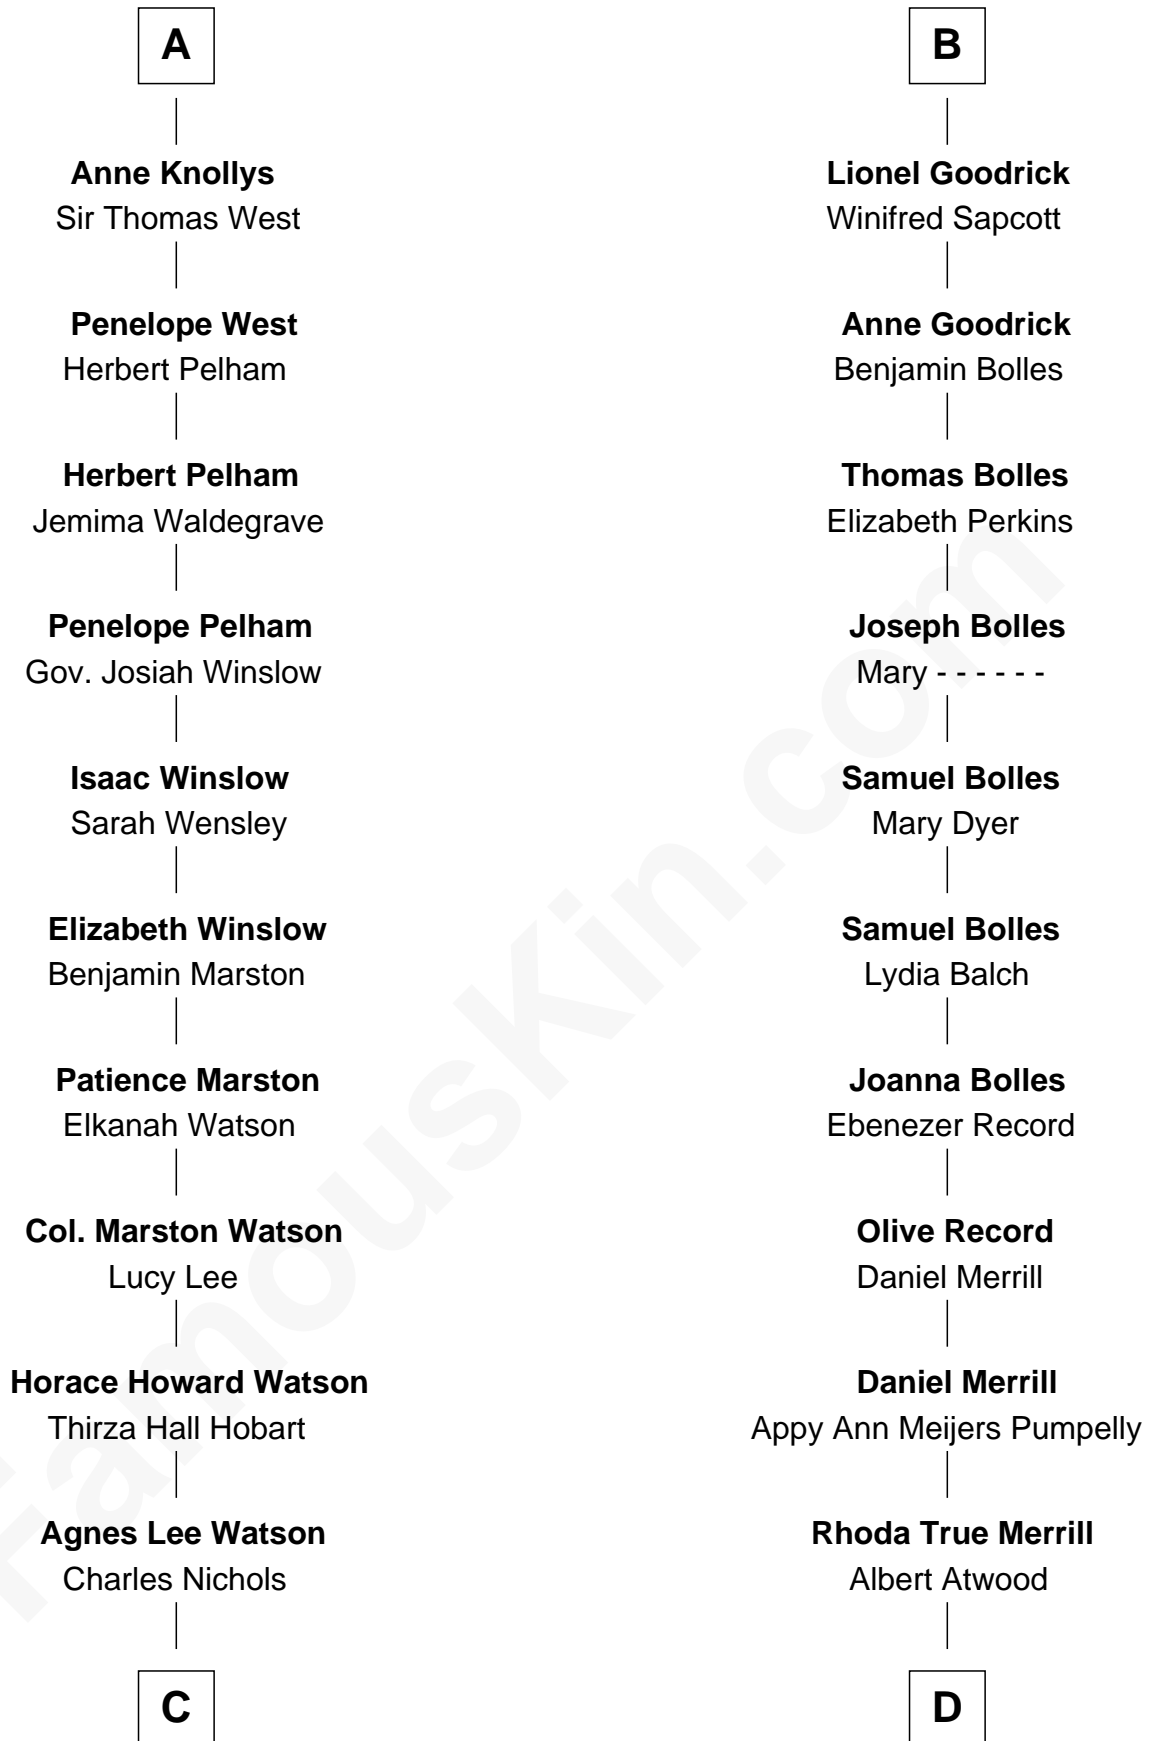 A
B
Anne Knollys
Sir Thomas West
Lionel Goodrick
Winifred Sapcott
Penelope West
Herbert Pelham
Anne Goodrick
Benjamin Bolles
Herbert Pelham
Jemima Waldegrave
Thomas Bolles
Elizabeth Perkins
Penelope Pelham
Gov. Josiah Winslow
Joseph Bolles
Mary - - - - - -
Isaac Winslow
Sarah Wensley
Samuel Bolles
Mary Dyer
Elizabeth Winslow
Benjamin Marston
Samuel Bolles
Lydia Balch
Patience Marston
Elkanah Watson
Joanna Bolles
Ebenezer Record
Col. Marston Watson
Lucy Lee
Olive Record
Daniel Merrill
Horace Howard Watson
Thirza Hall Hobart
Daniel Merrill
Appy Ann Meijers Pumpelly
Agnes Lee Watson
Charles Nichols
Rhoda True Merrill
Albert Atwood
C
D
FamousKin.com